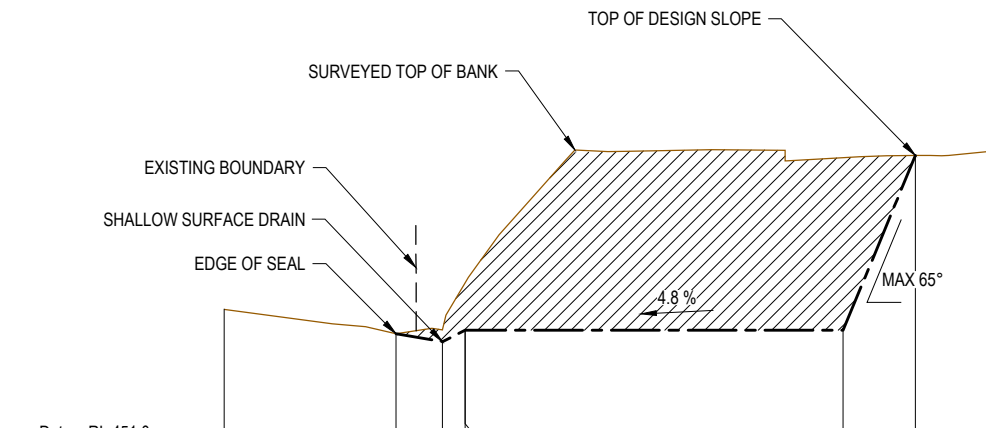 TOP OF DESIGN SLOPE
SURVEYED TOP OF BANK
EXISTING BOUNDARY
SHALLOW SURFACE DRAIN
EDGE OF SEAL
MAX 65°
4.8 %